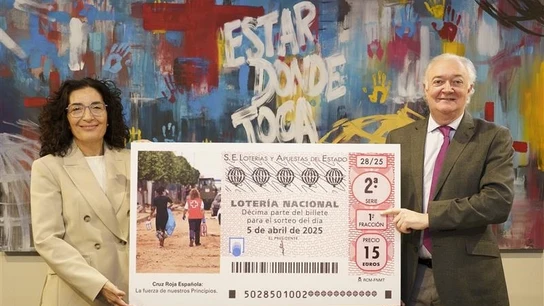 ESTAR
DONDE
TOCA
S.E. LOTERÍAS Y APUESTAS DEL ESTADO
28/25
LOTERÍA NACIONAL
Décima parte del billete
para el sorteo del día
5 de abril de 2025
EL PRESIDENTE
2ª
SERIE
1ª
FRACCIÓN
PRECIO
15
EUROS
Cruz Roja Española:
La fuerza de nuestros Principios.
5028501002
RCM-FNMT